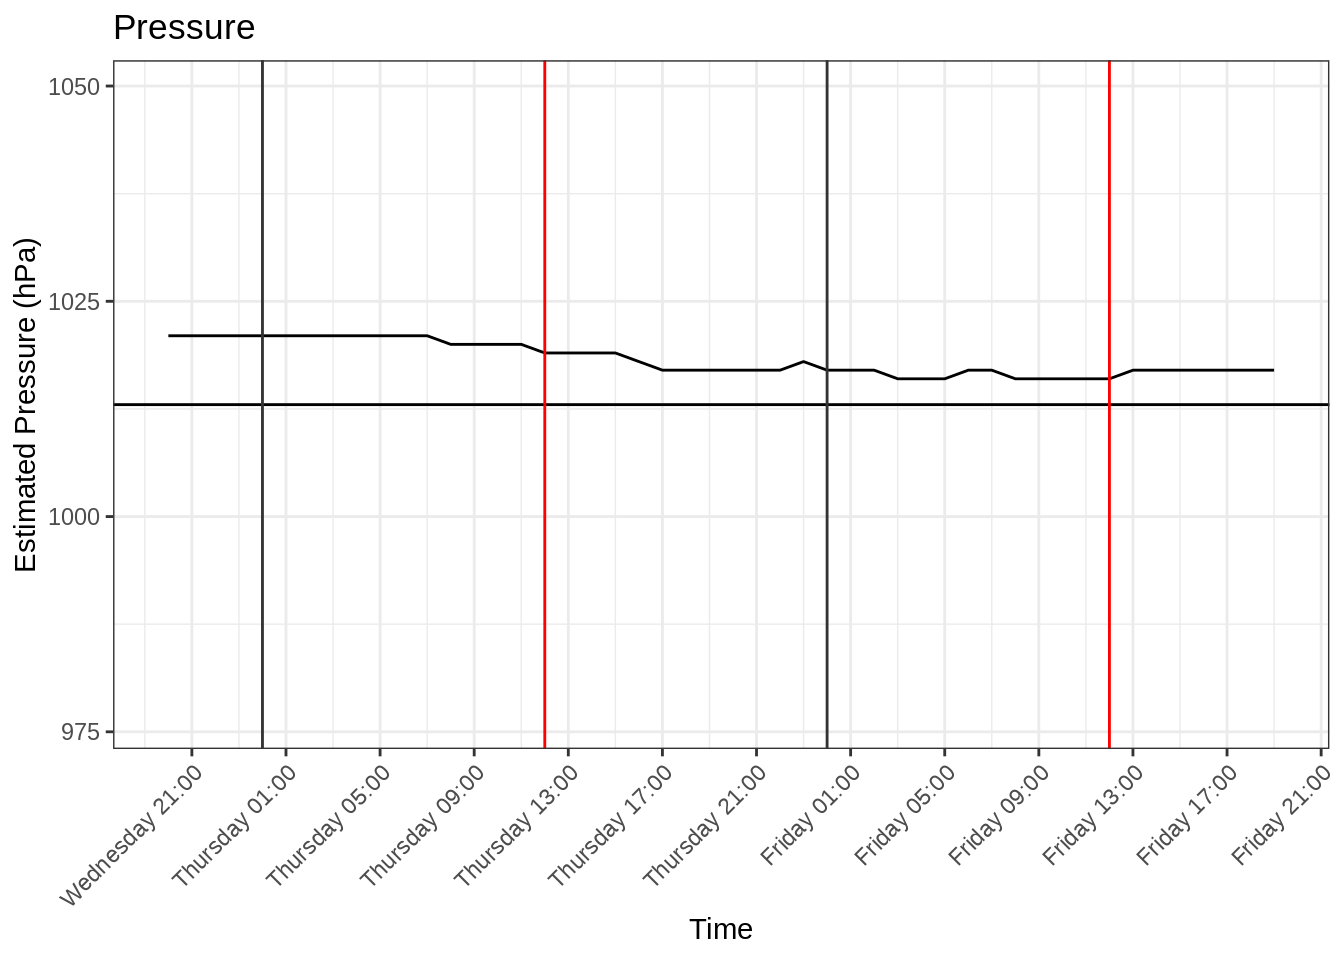 Pressure
Estimated Pressure (hPa)
1050
1025
1000
975
Wednesday 21:00
Thursday 01:00
Thursday 05:00
Thursday 09:00
Thursday 13:00
Thursday 17:00
Thursday 21:00
Friday 01:00
Friday 05:00
Friday 09:00
Friday 13:00
Friday 17:00
Friday 21:00
Time